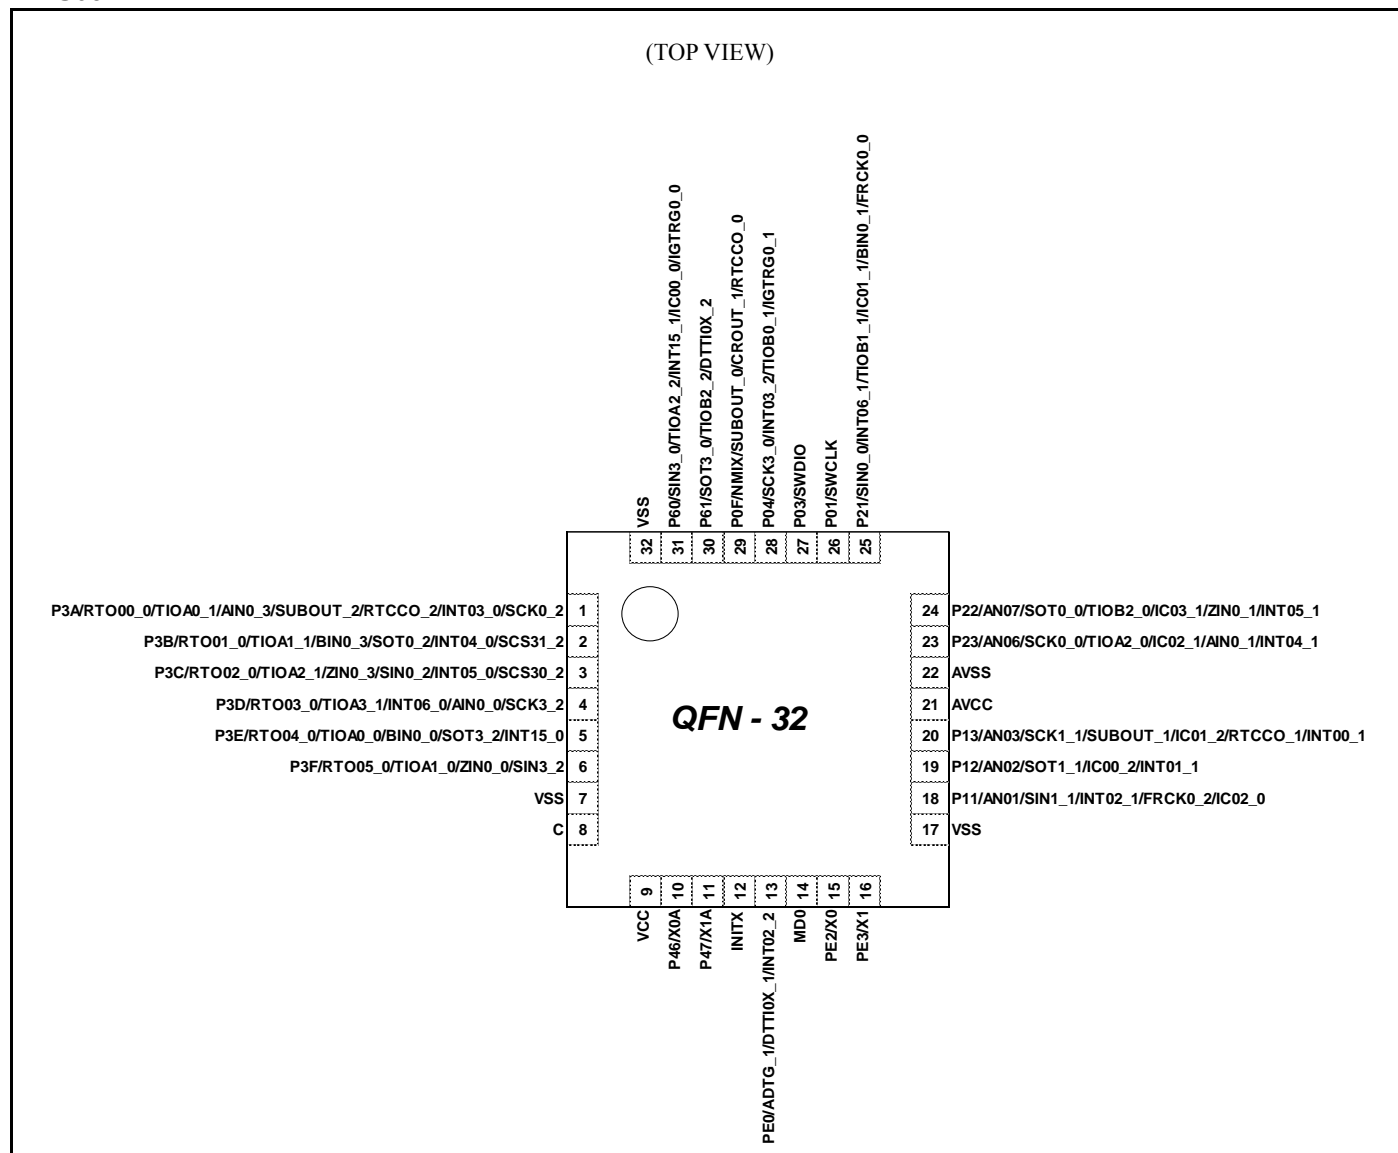 (TOP VIEW)
VSS
P60/SIN3_0/TIOA2_2/INT15_1/IC00_0/IGTRG0_0
P61/SOT3_0/TIOB2_2/DTTI0X_2
P0F/NMIX/SUBOUT_0/CROUT_1/RTCCO_0
P04/SCK3_0/INT03_2/TIOB0_1/IGTRG0_1
P03/SWDIO
P01/SWCLK
P21/SIN0_0/INT06_1/TIOB1_1/IC01_1/BIN0_1/FRCK0_0
32 31 30 29 28 27 26 25
P3A/RTO00_0/TIOA0_1/AIN0_3/SUBOUT_2/RTCCO_2/INT03_0/SCK0_2 1
P3B/RTO01_0/TIOA1_1/BIN0_3/SOT0_2/INT04_0/SCS31_2 2
P3C/RTO02_0/TIOA2_1/ZIN0_3/SIN0_2/INT05_0/SCS30_2 3
P3D/RTO03_0/TIOA3_1/INT06_0/AIN0_0/SCK3_2 4
P3E/RTO04_0/TIOA0_0/BIN0_0/SOT3_2/INT15_0 5
P3F/RTO05_0/TIOA1_0/ZIN0_0/SIN3_2 6
VSS 7
C 8
QFN - 32
24 P22/AN07/SOT0_0/TIOB2_0/IC03_1/ZIN0_1/INT05_1
23 P23/AN06/SCK0_0/TIOA2_0/IC02_1/AIN0_1/INT04_1
22 AVSS
21 AVCC
20 P13/AN03/SCK1_1/SUBOUT_1/IC01_2/RTCCO_1/INT00_1
19 P12/AN02/SOT1_1/IC00_2/INT01_1
18 P11/AN01/SIN1_1/INT02_1/FRCK0_2/IC02_0
17 VSS
9 10 11 12 13 14 15 16
VCC
P46/X0A
P47/X1A
INITX
PE0/ADTG_1/DTTI0X_1/INT02_2
MD0
PE2/X0
PE3/X1